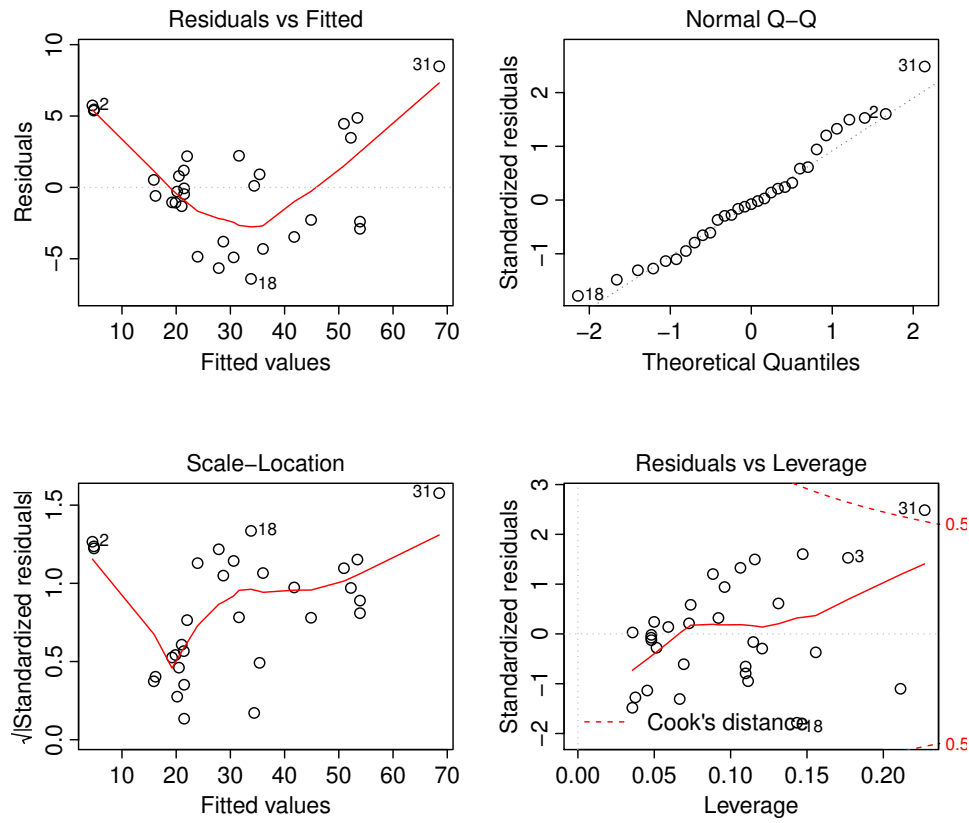 Residuals vs Fitted
Residuals
10
5
0
−5
31
2
18
10 20 30 40 50 60 70
Fitted values
Normal Q−Q
Standardized residuals
2
1
0
−1
31
2
18
−2 −1 0 1 2
Theoretical Quantiles
Scale−Location
√|Standardized residuals|
1.5
1.0
0.5
0.0
31
2
18
10 20 30 40 50 60 70
Fitted values
Residuals vs Leverage
Standardized residuals
3
2
1
0
−1
−2
31
0.5
3
Cook's distance
18
0.5
0.00 0.05 0.10 0.15 0.20
Leverage